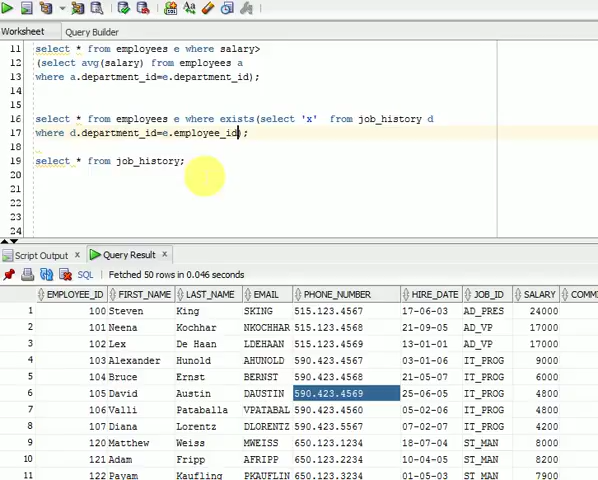 Worksheet Query Builder
11 select * from employees e where salary>
12 (select avg(salary) from employees a
13 where a.department_id=e.department_id);
14
15
16 select * from employees e where exists(select 'x' from job_history d
17 where d.department_id=e.employee_id);
18
19 select * from job_history;
20
21
22
23
24
Script Output x Query Result x
SQL Fetched 50 rows in 0.046 seconds
EMPLOYEE_ID FIRST_NAME LAST_NAME EMAIL PHONE_NUMBER HIRE_DATE JOB_ID SALARY COMMI
1 100 Steven King SKING 515.123.4567 17-06-03 AD_PRES 24000
2 101 Neena Kochhar NKOCHHAR 515.123.4568 21-09-05 AD_VP 17000
3 102 Lex De Haan LDEHAAN 515.123.4569 13-01-01 AD_VP 17000
4 103 Alexander Hunold AHUNOLD 590.423.4567 03-01-06 IT_PROG 9000
5 104 Bruce Ernst BERNST 590.423.4568 21-05-07 IT_PROG 6000
6 105 David Austin DAUSTIN 590.423.4569 25-06-05 IT_PROG 4800
7 106 Valli Pataballa VPATABAL 590.423.4560 05-02-06 IT_PROG 4800
8 107 Diana Lorentz DLORENTZ 590.423.5567 07-02-07 IT_PROG 4200
9 120 Matthew Weiss MWEISS 650.123.1234 18-07-04 ST_MAN 8000
10 121 Adam Fripp AFRIPP 650.123.2234 10-04-05 ST_MAN 8200
11 122 Payam Kaufling PKAUFLIN 650.123.3234 01-05-03 ST_MAN 7900